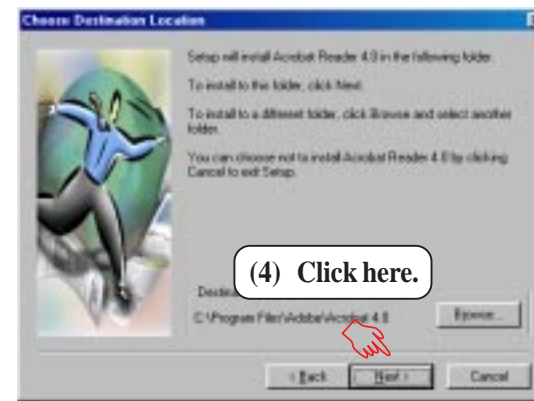 Choose Destination Location
Setup will install Acrobat Reader 4.0 in the following folder.
To install to this folder, click Next.
To install to a different folder, click Browse and select another
folder.
You can choose not to install Acrobat Reader 4.0 by clicking
Cancel to exit Setup.
(4) Click here.
C:\Program Files\Adobe\Acrobat 4.0
Browse...
< Back
Next >
Cancel